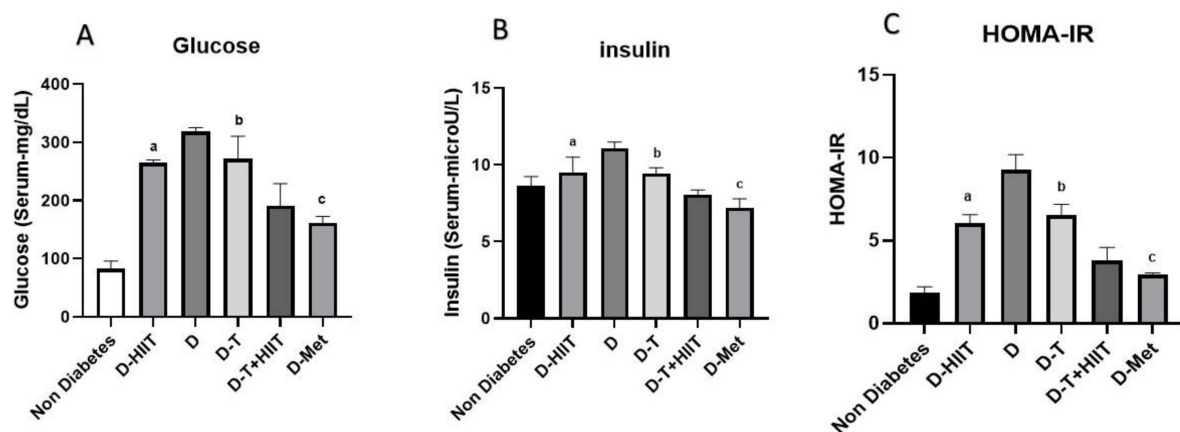 A
Glucose
Glucose (Serum-mg/dL)
400
300
200
100
0
a
b
c
Non Diabetes
D-HIIT
D
D-T
D-T+HIIT
D-Met
B
insulin
Insulin (Serum-microU/L)
15
10
5
0
a
b
c
Non Diabetes
D-HIIT
D
D-T
D-T+HIIT
D-Met
C
HOMA-IR
HOMA-IR
15
10
5
0
a
b
c
Non Diabetes
D-HIIT
D
D-T
D-T+HIIT
D-Met